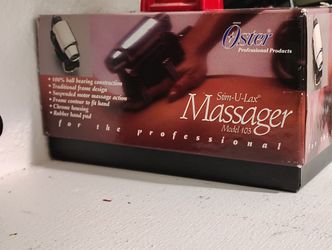 Oster
Professional Products
• 100% ball bearing construction
• Traditional frame design
• Suspended motor massage action
• Frame contour to fit hand
• Chrome housing
• Rubber hand pad
Stim-U-Lax™
Massager
Model 103
for the professional